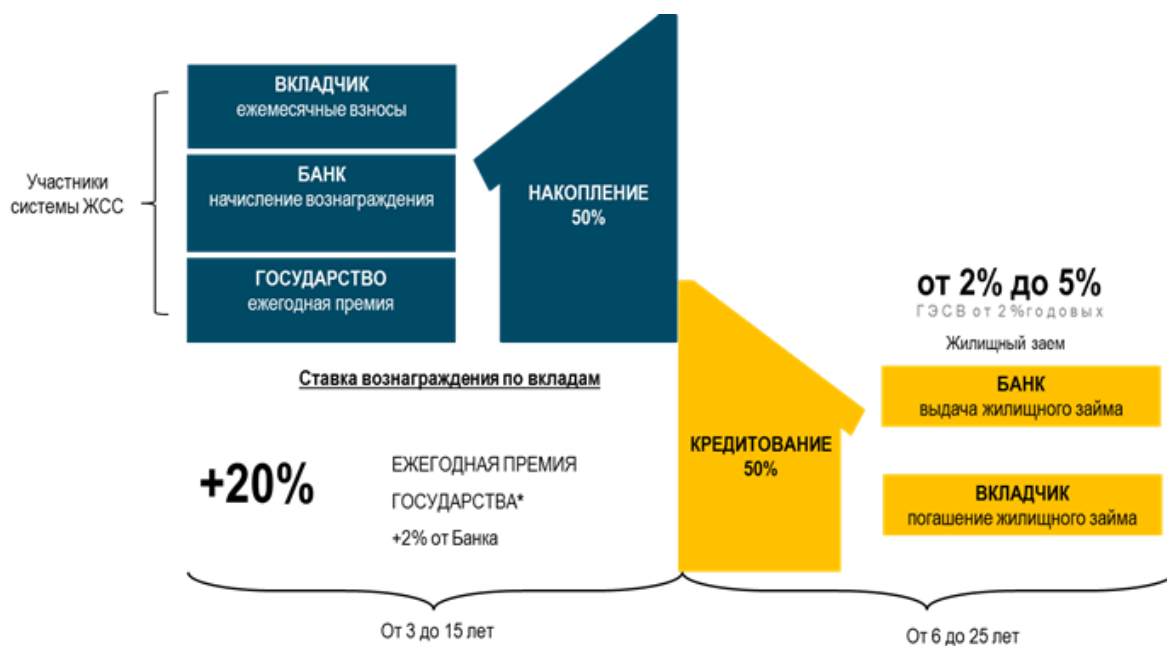 Участники
системы ЖСС
ВКЛАДЧИК
ежемесячные взносы
БАНК
начисление вознаграждения
ГОСУДАРСТВО
ежегодная премия
НАКОПЛЕНИЕ
50%
Ставка вознаграждения по вкладам
+20%
ЕЖЕГОДНАЯ ПРЕМИЯ
ГОСУДАРСТВА*
+2% от Банка
От 3 до 15 лет
КРЕДИТОВАНИЕ
50%
от 2% до 5%
ГЭСВ от 2%годовых
Жилищный заем
БАНК
выдача жилищного займа
ВКЛАДЧИК
погашение жилищного займа
От 6 до 25 лет